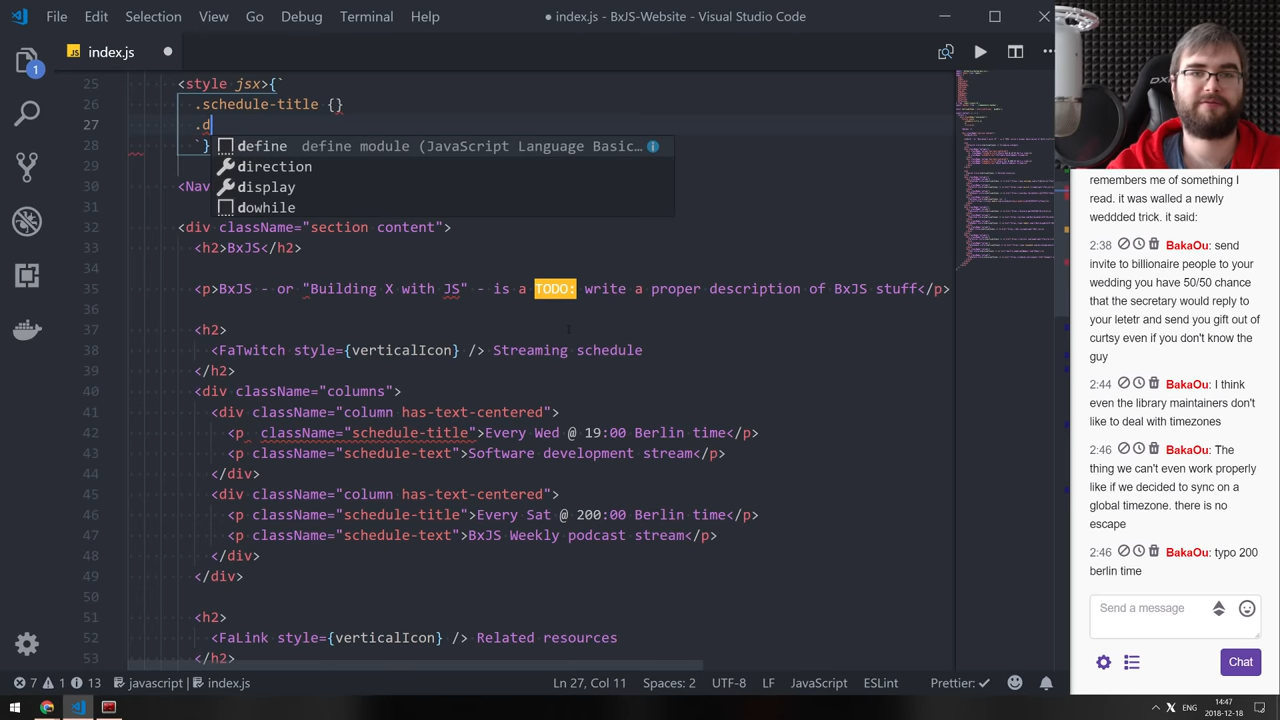 File Edit Selection View Go Debug Terminal Help
● index.js - BxJS-Website - Visual Studio Code
1
JS index.js
25 <style jsx>{`
26 .schedule-title {}
27 .d
28 }
define module (JavaScript Language Basic…
dowhile
30 <Nav
31
content">
33 <h2>BxJS</h2>
34
35 <p>BxJS - or "Building X with JS" - is a TODO: write a proper description of BxJS stuff</p>
36
37 <h2>
38 <FaTwitch style={verticalIcon} /> Streaming schedule
39 </h2>
40 <div className="columns">
41 <div className="column has-text-centered">
42 <p className="schedule-title">Every Wed @ 19:00 Berlin time</p>
43 <p className="schedule-text">Software development stream</p>
44 </div>
45 <div className="column has-text-centered">
46 <p className="schedule-title">Every Sat @ 200:00 Berlin time</p>
47 <p className="schedule-text">BxJS Weekly podcast stream</p>
48 </div>
49 </div>
50
51 <h2>
52 <FaLink style={verticalIcon} /> Related resources
53 </h2>
7 1 13 javascript | index.js
Ln 27, Col 11 Spaces: 2 UTF-8 LF JavaScript ESLint Prettier: ✓
remembers me of something I
read. it was walled a newly
weddded trick. it said:
2:38 BakaOu: send
invite to billionaire people to your
wedding you have 50/50 chance
that the secretary would reply to
your letetr and send you gift out of
curtsy even if you don't know the
guy
2:44 BakaOu: I think
even the library maintainers don't
like to deal with timezones
2:46 BakaOu: The
thing we can't even work properly
like if we decided to sync on a
global timezone. there is no
escape
2:46 BakaOu: typo 200
berlin time
Send a message
Chat
ENG
14:47
2018-12-18